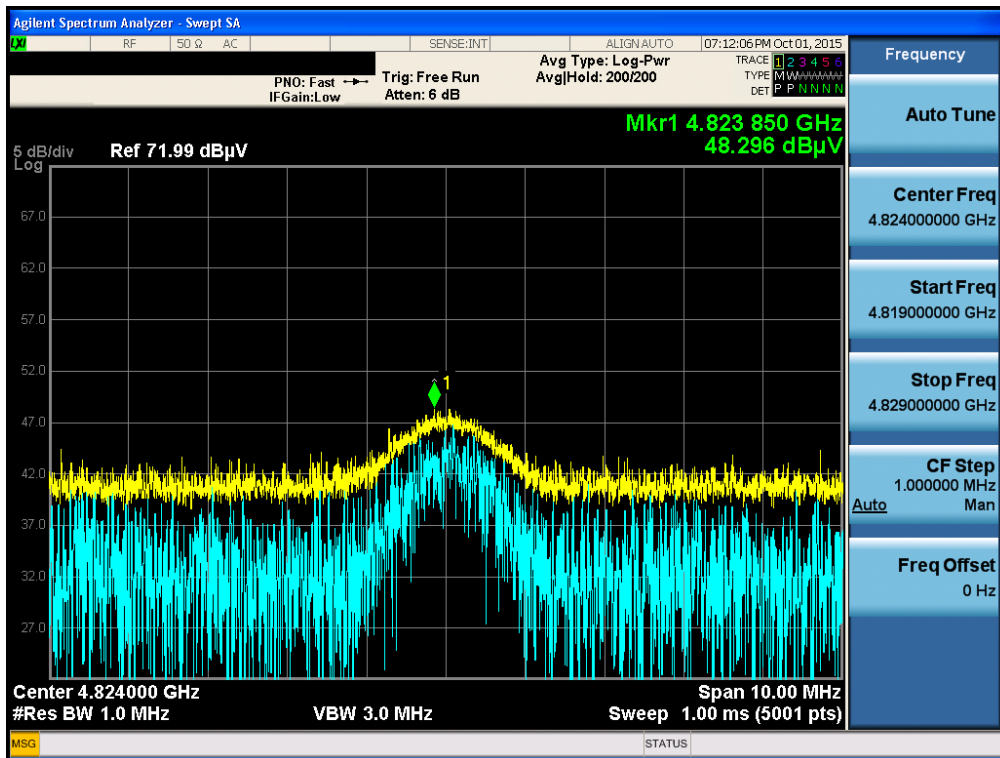 Agilent Spectrum Analyzer - Swept SA
LXI RF 50 Ω AC SENSE:INT ALIGN AUTO 07:12:06 PM Oct 01, 2015
PNO: Fast
IFGain:Low
Trig: Free Run
Atten: 6 dB
Avg Type: Log-Pwr
Avg|Hold: 200/200
TRACE 1 2 3 4 5 6
TYPE M W
DET P P N N N N
Mkr1 4.823 850 GHz
48.296 dBµV
5 dB/div Ref 71.99 dBµV
Log
67.0
62.0
57.0
52.0
1
47.0
42.0
37.0
32.0
27.0
Center 4.824000 GHz Span 10.00 MHz
#Res BW 1.0 MHz VBW 3.0 MHz Sweep 1.00 ms (5001 pts)
MSG STATUS
Frequency
Auto Tune
Center Freq
4.824000000 GHz
Start Freq
4.819000000 GHz
Stop Freq
4.829000000 GHz
CF Step
1.000000 MHz
Auto Man
Freq Offset
0 Hz